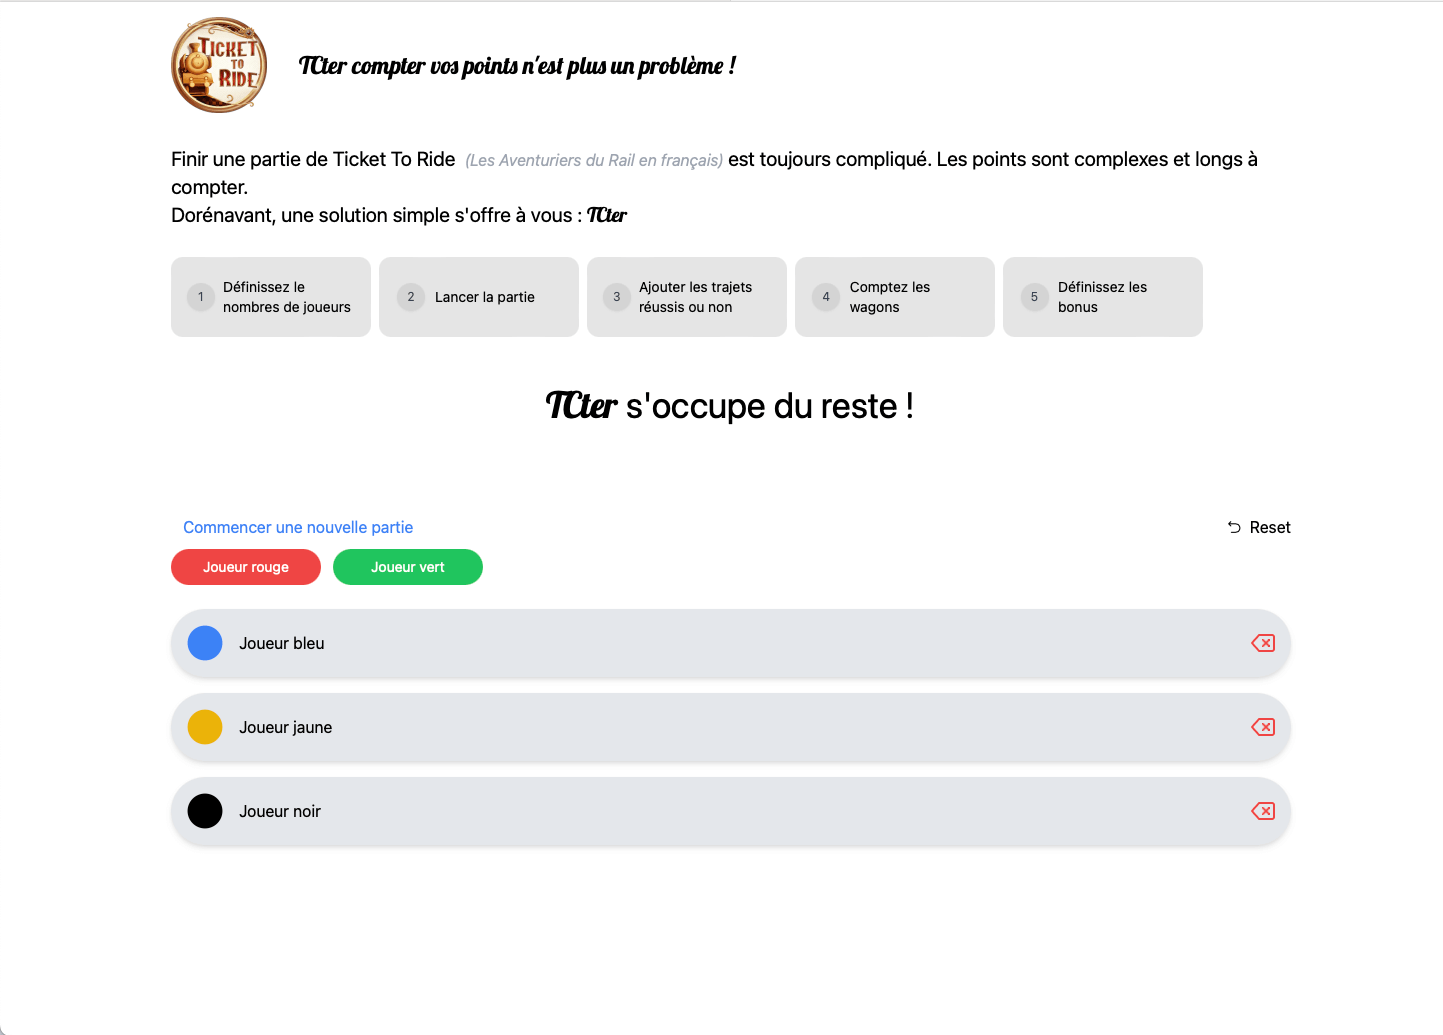 TICKET
TO
RIDE
TCter compter vos points n'est plus un problème !
Finir une partie de Ticket To Ride (Les Aventuriers du Rail en français) est toujours compliqué. Les points sont complexes et longs à
compter.
Dorénavant, une solution simple s'offre à vous : TCter
1
Définissez le
nombres de joueurs
2
Lancer la partie
3
Ajouter les trajets
réussis ou non
4
Comptez les
wagons
5
Définissez les
bonus
TCter s'occupe du reste !
Commencer une nouvelle partie
Reset
Joueur rouge
Joueur vert
Joueur bleu
Joueur jaune
Joueur noir